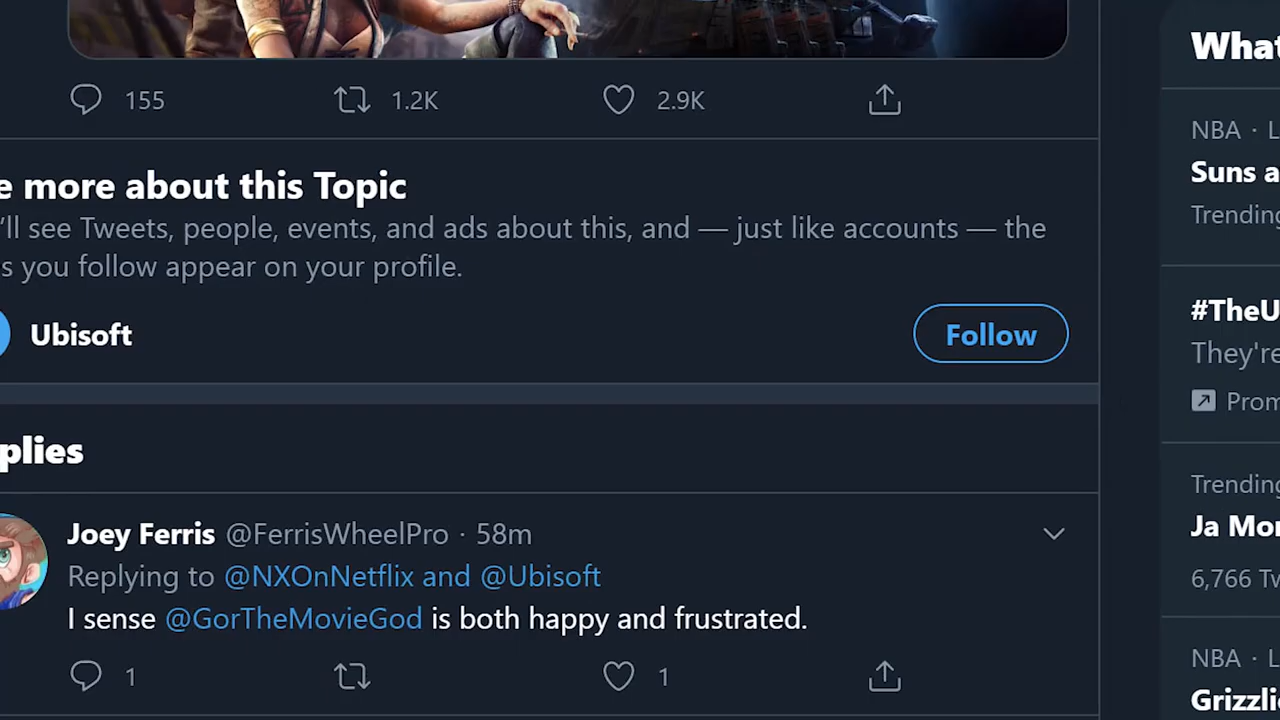 155 1.2K 2.9K
more about this Topic
'll see Tweets, people, events, and ads about this, and — just like accounts — the
s you follow appear on your profile.
Ubisoft Follow
plies
Joey Ferris @FerrisWheelPro · 58m
Replying to @NXOnNetflix and @Ubisoft
I sense @GorTheMovieGod is both happy and frustrated.
1 1
What
NBA · L
Suns a
Trending
#TheU
They're
Prom
Trending
Ja Mor
6,766 Tw
NBA · L
Grizzli